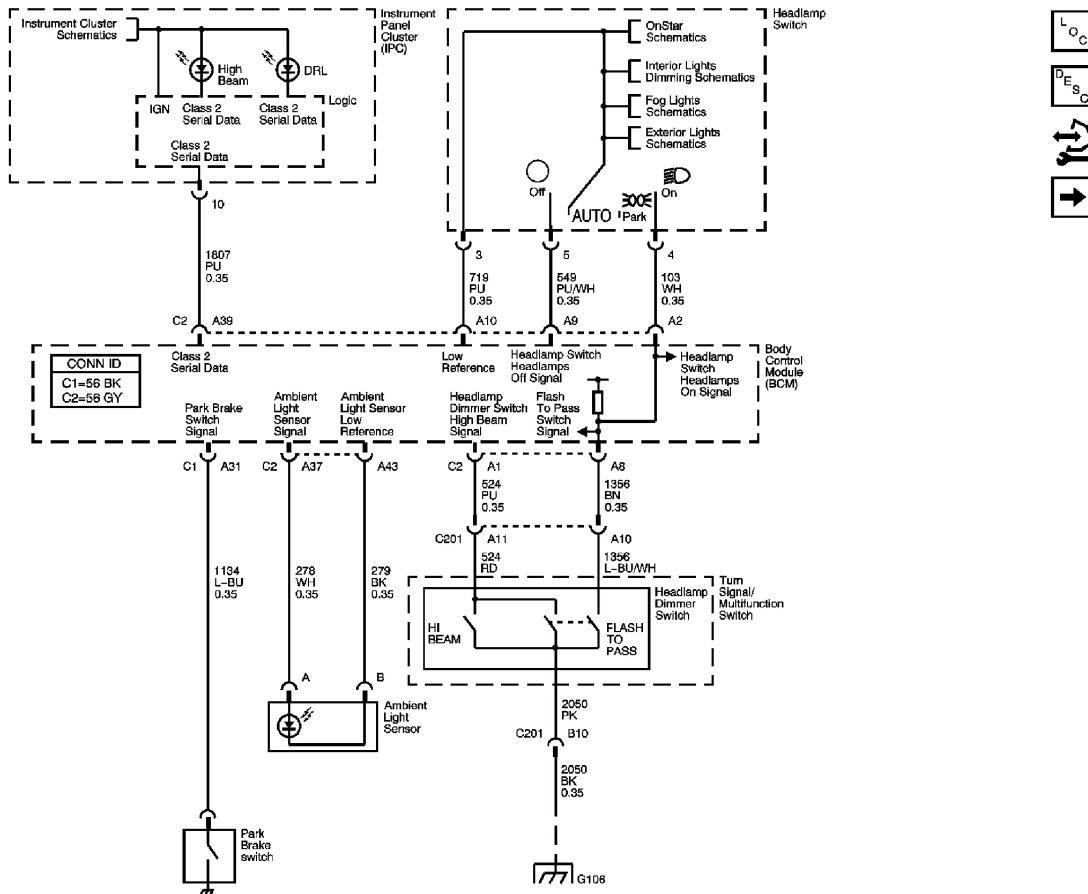 Instrument Cluster
Schematics
Instrument
Panel
Cluster
(IPC)
High
Beam
DRL
Logic
IGN
Class 2
Serial Data
Class 2
Serial Data
Class 2
Serial Data
OnStar
Schematics
Interior Lights
Dimming Schematics
Fog Lights
Schematics
Exterior Lights
Schematics
Headlamp
Switch
Off
AUTO
Park
On
L O C
D E S C
10
3
5
4
1807
PU
0.35
719
PU
0.35
549
PU/WH
0.35
103
WH
0.35
C2
A39
A10
A9
A2
CONN ID
C1=56 BK
C2=56 GY
Class 2
Serial Data
Low
Reference
Headlamp Switch
Headlamps
Off Signal
Headlamp
Switch
Headlamps
On Signal
Body
Control
Module
(BCM)
Park Brake
Switch
Signal
Ambient
Light
Sensor
Signal
Ambient
Light Sensor
Low
Reference
Headlamp
Dimmer Switch
High Beam
Signal
Flash
To Pass
Switch
Signal
C1
A31
C2
A37
A43
C2
A1
A8
524
PU
0.35
1356
BN
0.35
C201
A11
A10
524
RD
1356
L-BU/WH
1134
L-BU
0.35
278
WH
0.35
279
BK
0.35
HI
BEAM
FLASH
TO
PASS
Headlamp
Dimmer
Switch
Turn
Signal/
Multifunction
Switch
A
B
Ambient
Light
Sensor
2050
PK
C201
B10
2050
BK
0.35
Park
Brake
switch
G106